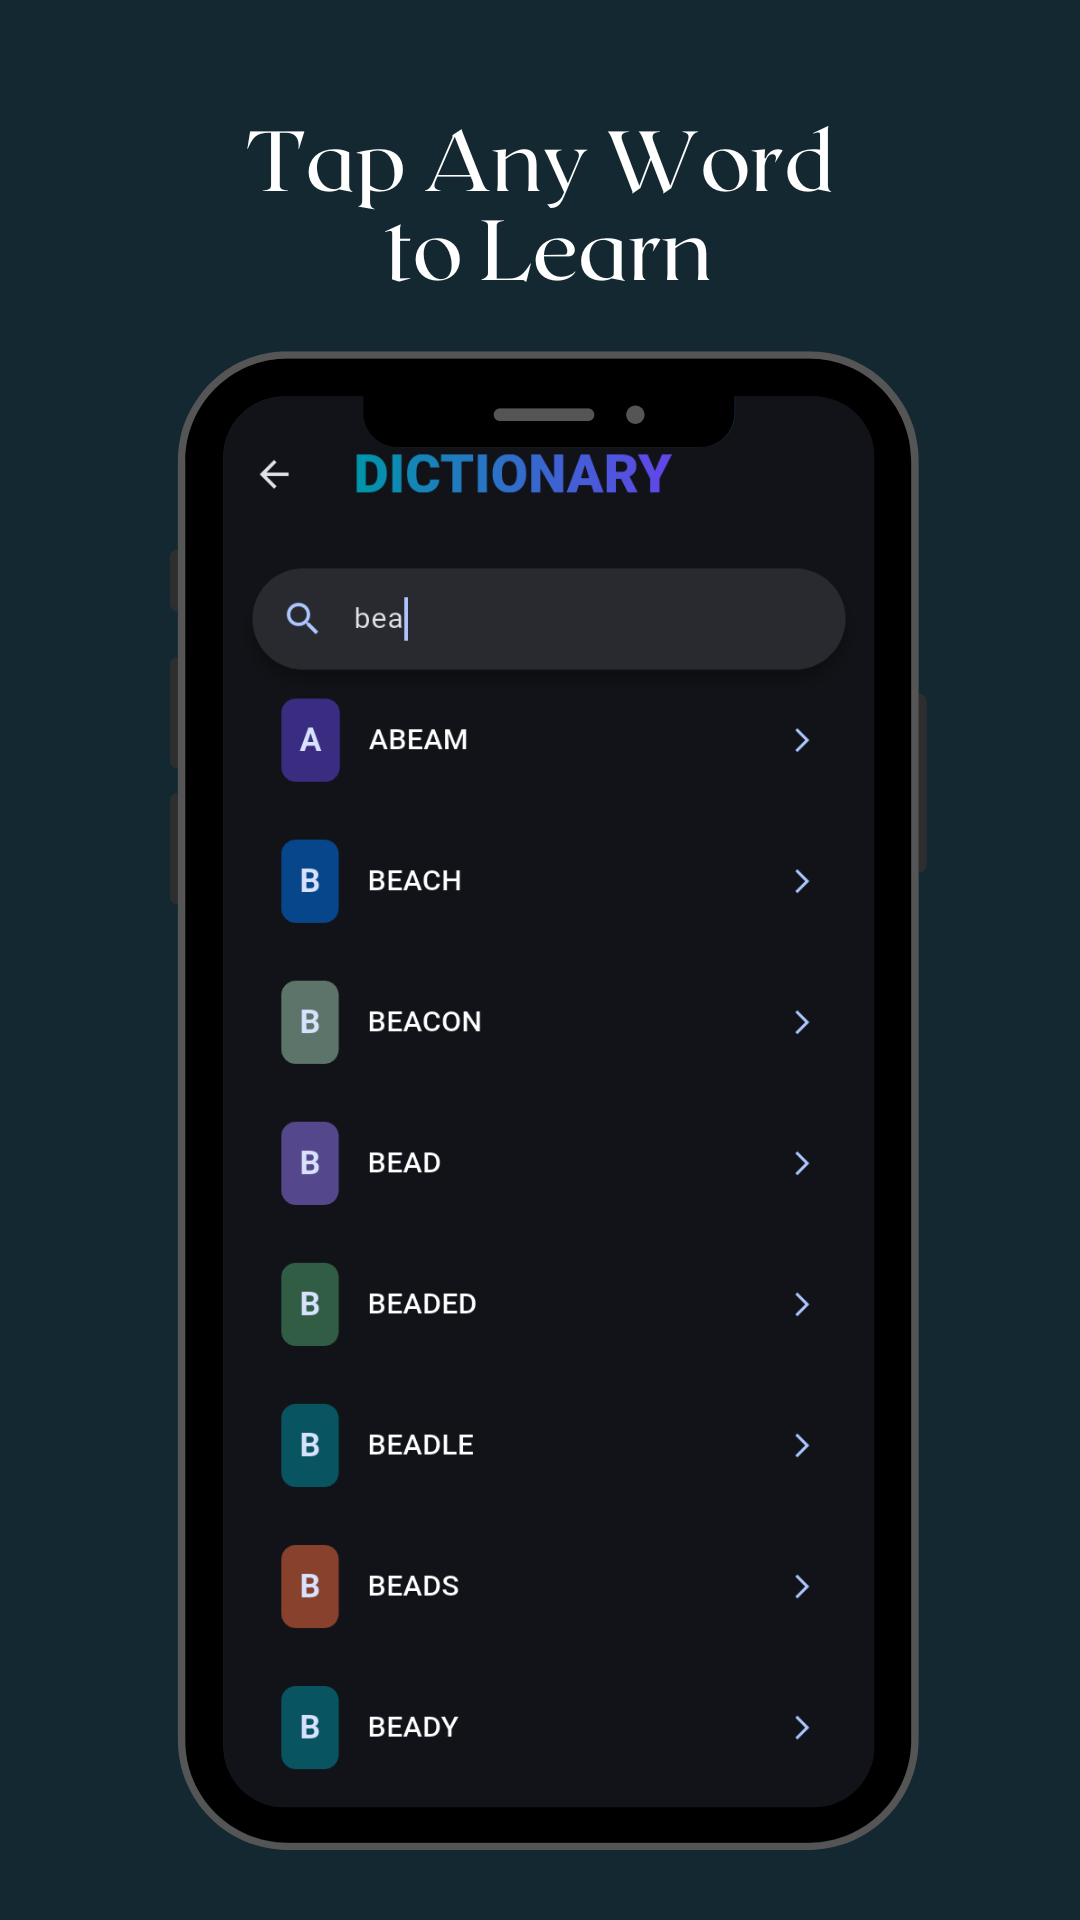 Tap Any Word
to Learn
DICTIONARY
bea
A ABEAM
B BEACH
B BEACON
B BEAD
B BEADED
B BEADLE
B BEADS
B BEADY